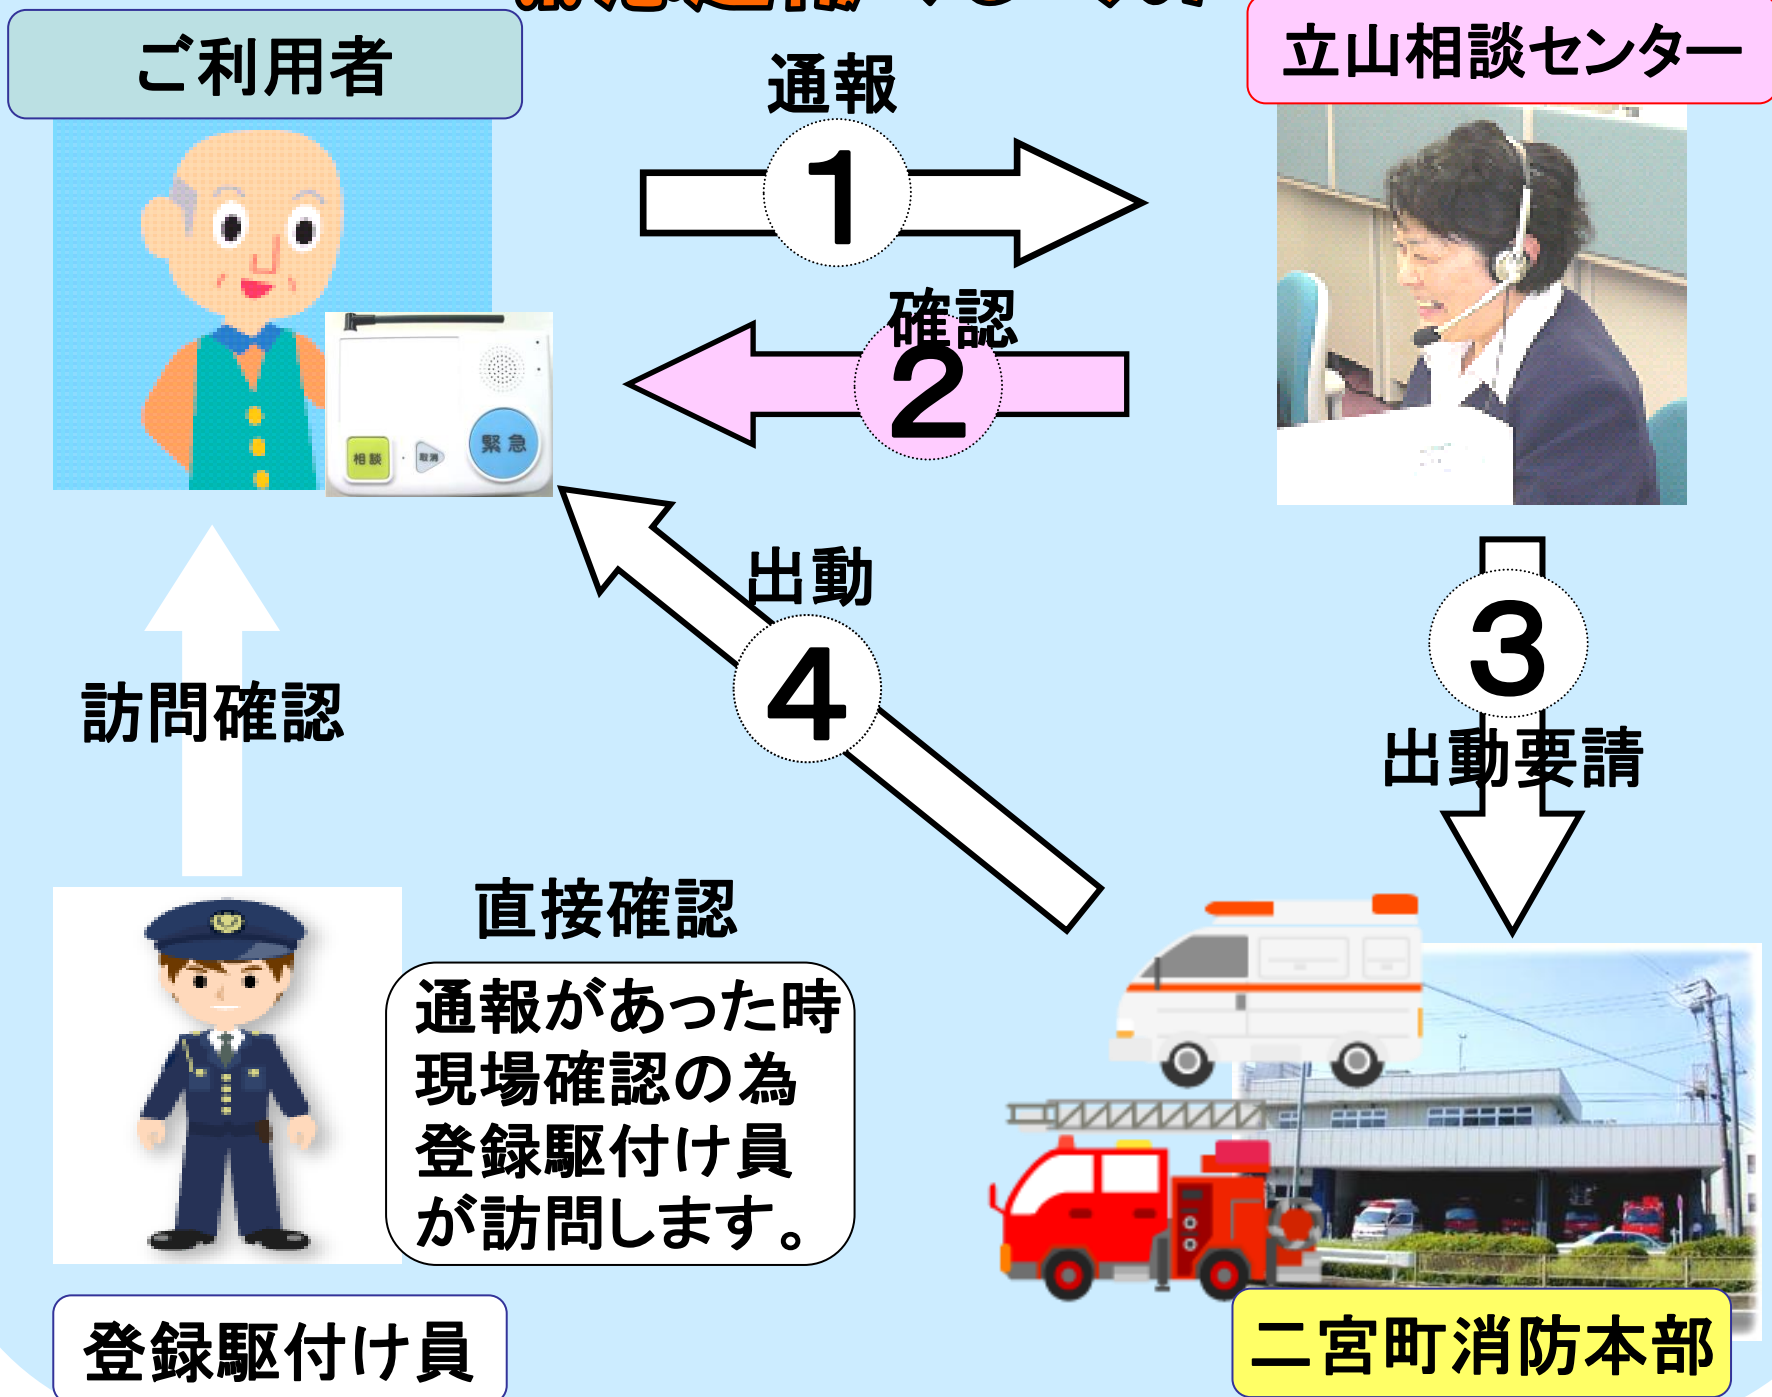 ご利用者
立山相談センター
通報
1
確認
2
相談
取消
緊急
出動
4
3
出動要請
訪問確認
直接確認
通報があった時
現場確認の為
登録駆付け員
が訪問します。
登録駆付け員
二宮町消防本部